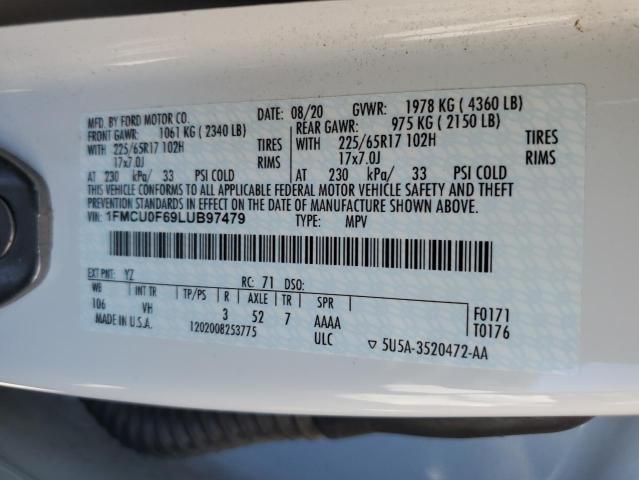 MFD. BY FORD MOTOR CO. DATE: 08/20 GVWR: 1978 KG ( 4360 LB)
FRONT GAWR: 1061 KG ( 2340 LB) REAR GAWR: 975 KG ( 2150 LB)
WITH 225/65R17 102H TIRES WITH 225/65R17 102H TIRES
17x7.0J RIMS 17x7.0J RIMS
AT 230 kPa/ 33 PSI COLD AT 230 kPa/ 33 PSI COLD
THIS VEHICLE CONFORMS TO ALL APPLICABLE FEDERAL MOTOR VEHICLE SAFETY AND THEFT
PREVENTION STANDARDS IN EFFECT ON THE DATE OF MANUFACTURE SHOWN ABOVE.
VIN: 1FMCU0F69LUB97479 TYPE: MPV
EXT PNT: YZ RC: 71 DSO:
WB INT TR TP/PS R AXLE TR SPR
106 VH 3 52 7 AAAA F0171
MADE IN U.S.A. 1202008253775 ULC T0176
▽ 5U5A-3520472-AA